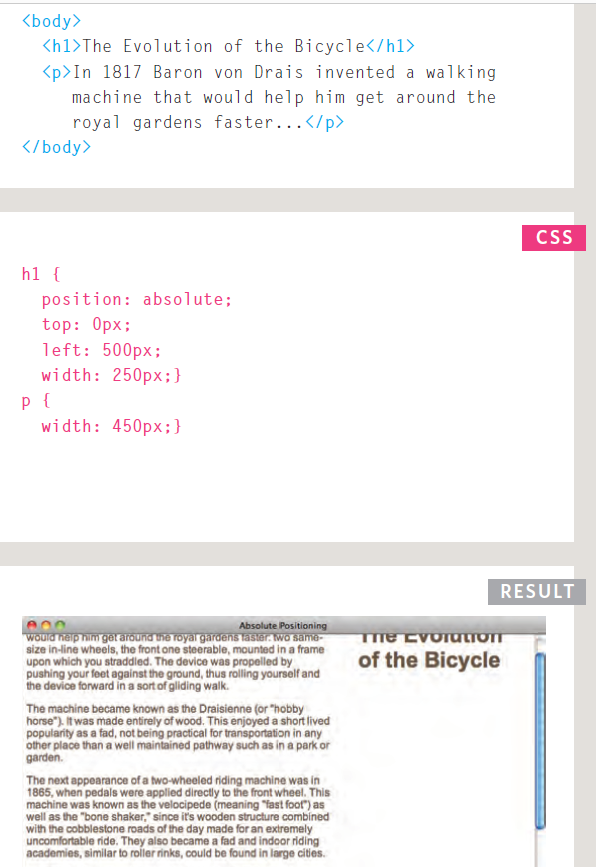 <body>
<h1>The Evolution of the Bicycle</h1>
<p>In 1817 Baron von Drais invented a walking
machine that would help him get around the
royal gardens faster...</p>
</body>
CSS
h1 {
position: absolute;
top: 0px;
left: 500px;
width: 250px;}
p {
width: 450px;}
RESULT
Absolute Positioning
would help him get around the royal gardens faster: two same-
size in-line wheels, the front one steerable, mounted in a frame
upon which you straddled. The device was propelled by
pushing your feet against the ground, thus rolling yourself and
the device forward in a sort of gliding walk.
The machine became known as the Draisienne (or "hobby
horse"). It was made entirely of wood. This enjoyed a short lived
popularity as a fad, not being practical for transportation in any
other place than a well maintained pathway such as in a park or
garden.
The next appearance of a two-wheeled riding machine was in
1865, when pedals were applied directly to the front wheel. This
machine was known as the velocipede (meaning "fast foot") as
well as the "bone shaker," since it's wooden structure combined
with the cobblestone roads of the day made for an extremely
uncomfortable ride. They also became a fad and indoor riding
academies, similar to roller rinks, could be found in large cities.
The Evolution
of the Bicycle